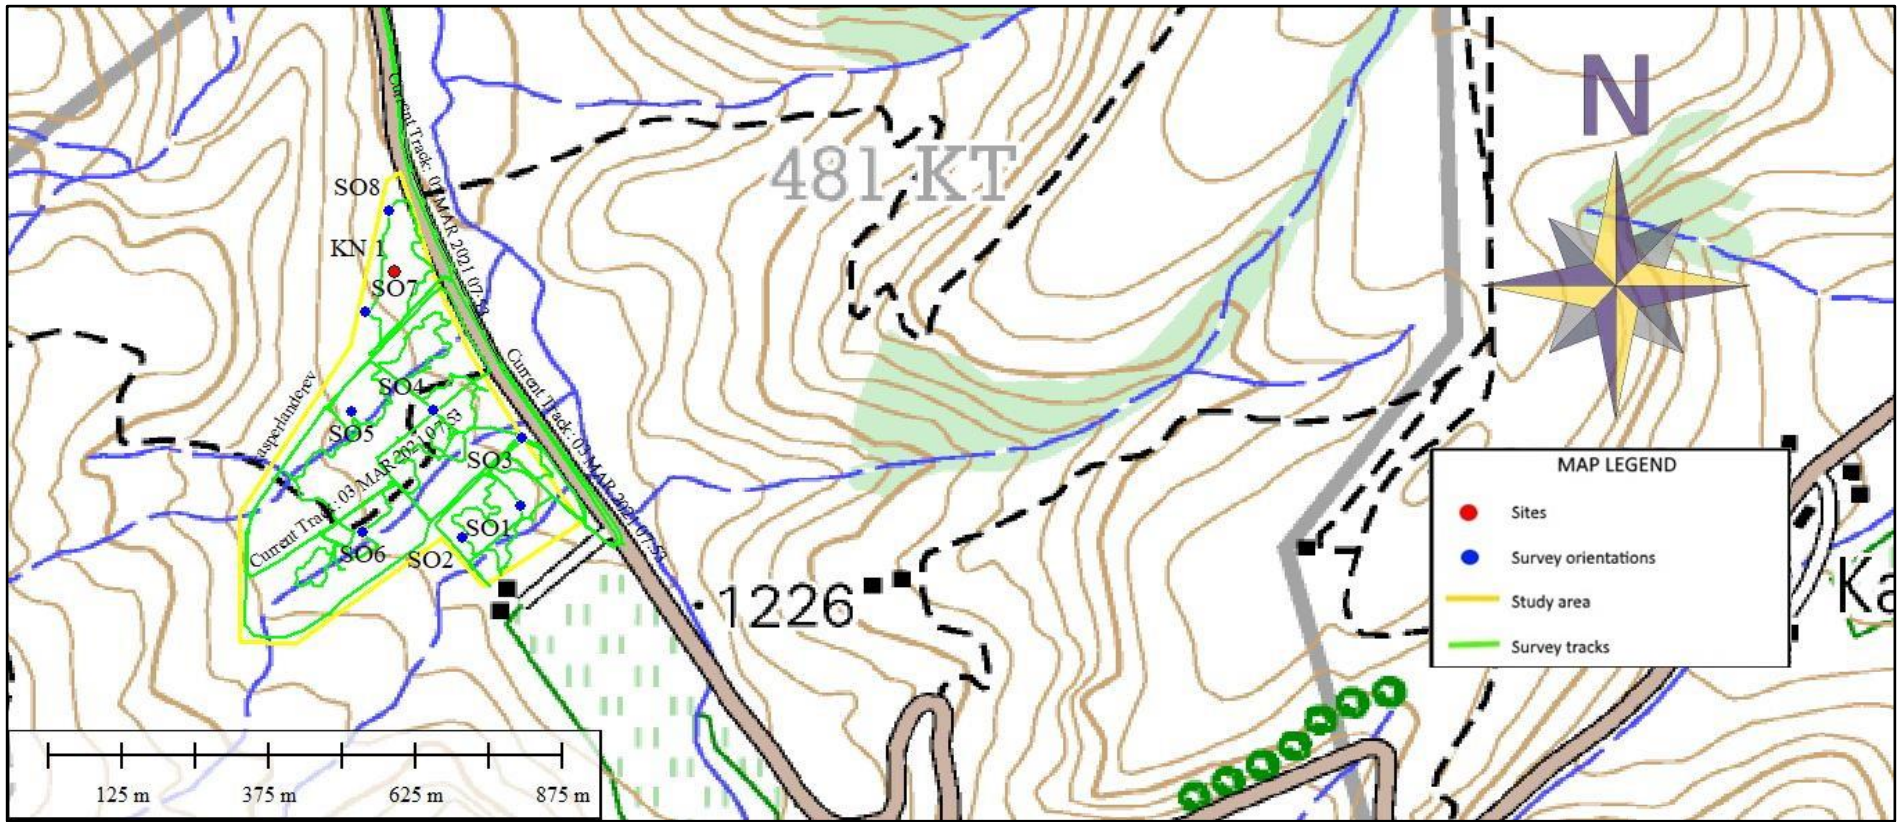 N
481 KT
SO8
KN 1
SO7
SO4
SO5
SO3
SO1
SO6
SO2
Current Track: 03 MAR 2021 07:53
Current Track: 03 MAR 2021 07:53
Current Track: 03 MAR 2021 07:53
asperlanderev
1226
Ka
MAP LEGEND
Sites
Survey orientations
Study area
Survey tracks
125 m
375 m
625 m
875 m